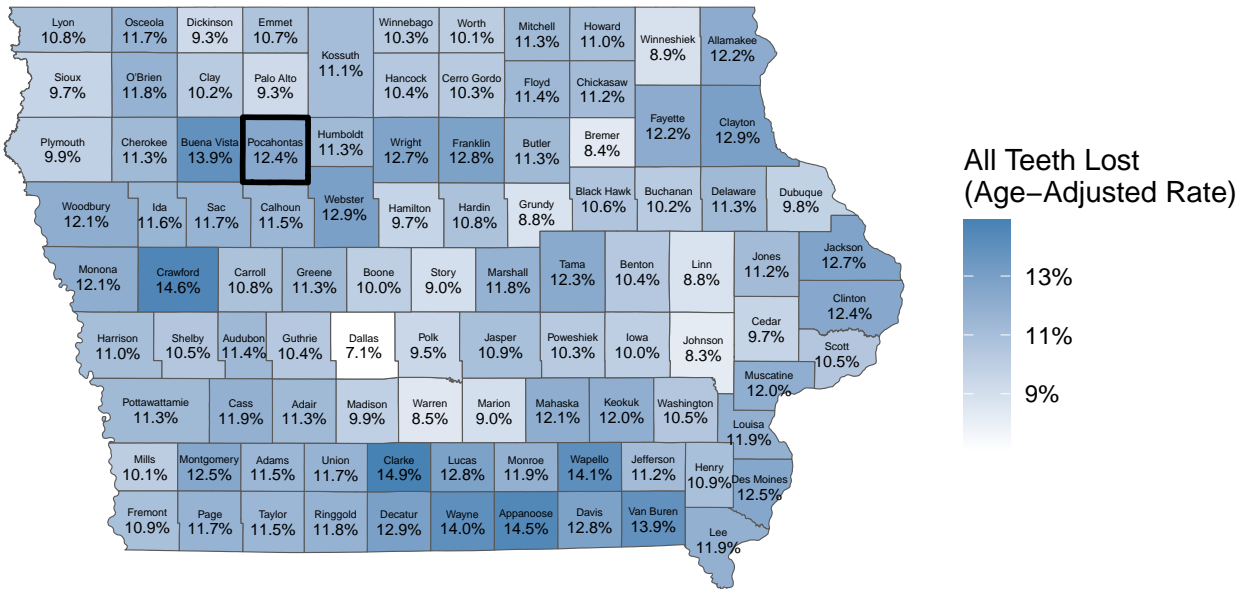 Lyon
10.8%
Osceola
11.7%
Dickinson
9.3%
Emmet
10.7%
Kossuth
11.1%
Winnebago
10.3%
Worth
10.1%
Mitchell
11.3%
Howard
11.0%
Winneshiek
8.9%
Allamakee
12.2%
Sioux
9.7%
O'Brien
11.8%
Clay
10.2%
Palo Alto
9.3%
Hancock
10.4%
Cerro Gordo
10.3%
Floyd
11.4%
Chickasaw
11.2%
Fayette
12.2%
Clayton
12.9%
Plymouth
9.9%
Cherokee
11.3%
Buena Vista
13.9%
Pocahontas
12.4%
Humboldt
11.3%
Wright
12.7%
Franklin
12.8%
Butler
11.3%
Bremer
8.4%
Woodbury
12.1%
Ida
11.6%
Sac
11.7%
Calhoun
11.5%
Webster
12.9%
Hamilton
9.7%
Hardin
10.8%
Grundy
8.8%
Black Hawk
10.6%
Buchanan
10.2%
Delaware
11.3%
Dubuque
9.8%
Monona
12.1%
Crawford
14.6%
Carroll
10.8%
Greene
11.3%
Boone
10.0%
Story
9.0%
Marshall
11.8%
Tama
12.3%
Benton
10.4%
Linn
8.8%
Jones
11.2%
Jackson
12.7%
Clinton
12.4%
Harrison
11.0%
Shelby
10.5%
Audubon
11.4%
Guthrie
10.4%
Dallas
7.1%
Polk
9.5%
Jasper
10.9%
Poweshiek
10.3%
Iowa
10.0%
Johnson
8.3%
Cedar
9.7%
Scott
10.5%
Muscatine
12.0%
Pottawattamie
11.3%
Cass
11.9%
Adair
11.3%
Madison
9.9%
Warren
8.5%
Marion
9.0%
Mahaska
12.1%
Keokuk
12.0%
Washington
10.5%
Louisa
11.9%
Mills
10.1%
Montgomery
12.5%
Adams
11.5%
Union
11.7%
Clarke
14.9%
Lucas
12.8%
Monroe
11.9%
Wapello
14.1%
Jefferson
11.2%
Henry
10.9%
Des Moines
12.5%
Fremont
10.9%
Page
11.7%
Taylor
11.5%
Ringgold
11.8%
Decatur
12.9%
Wayne
14.0%
Appanoose
14.5%
Davis
12.8%
Van Buren
13.9%
Lee
11.9%
All Teeth Lost
(Age−Adjusted Rate)
13%
11%
9%